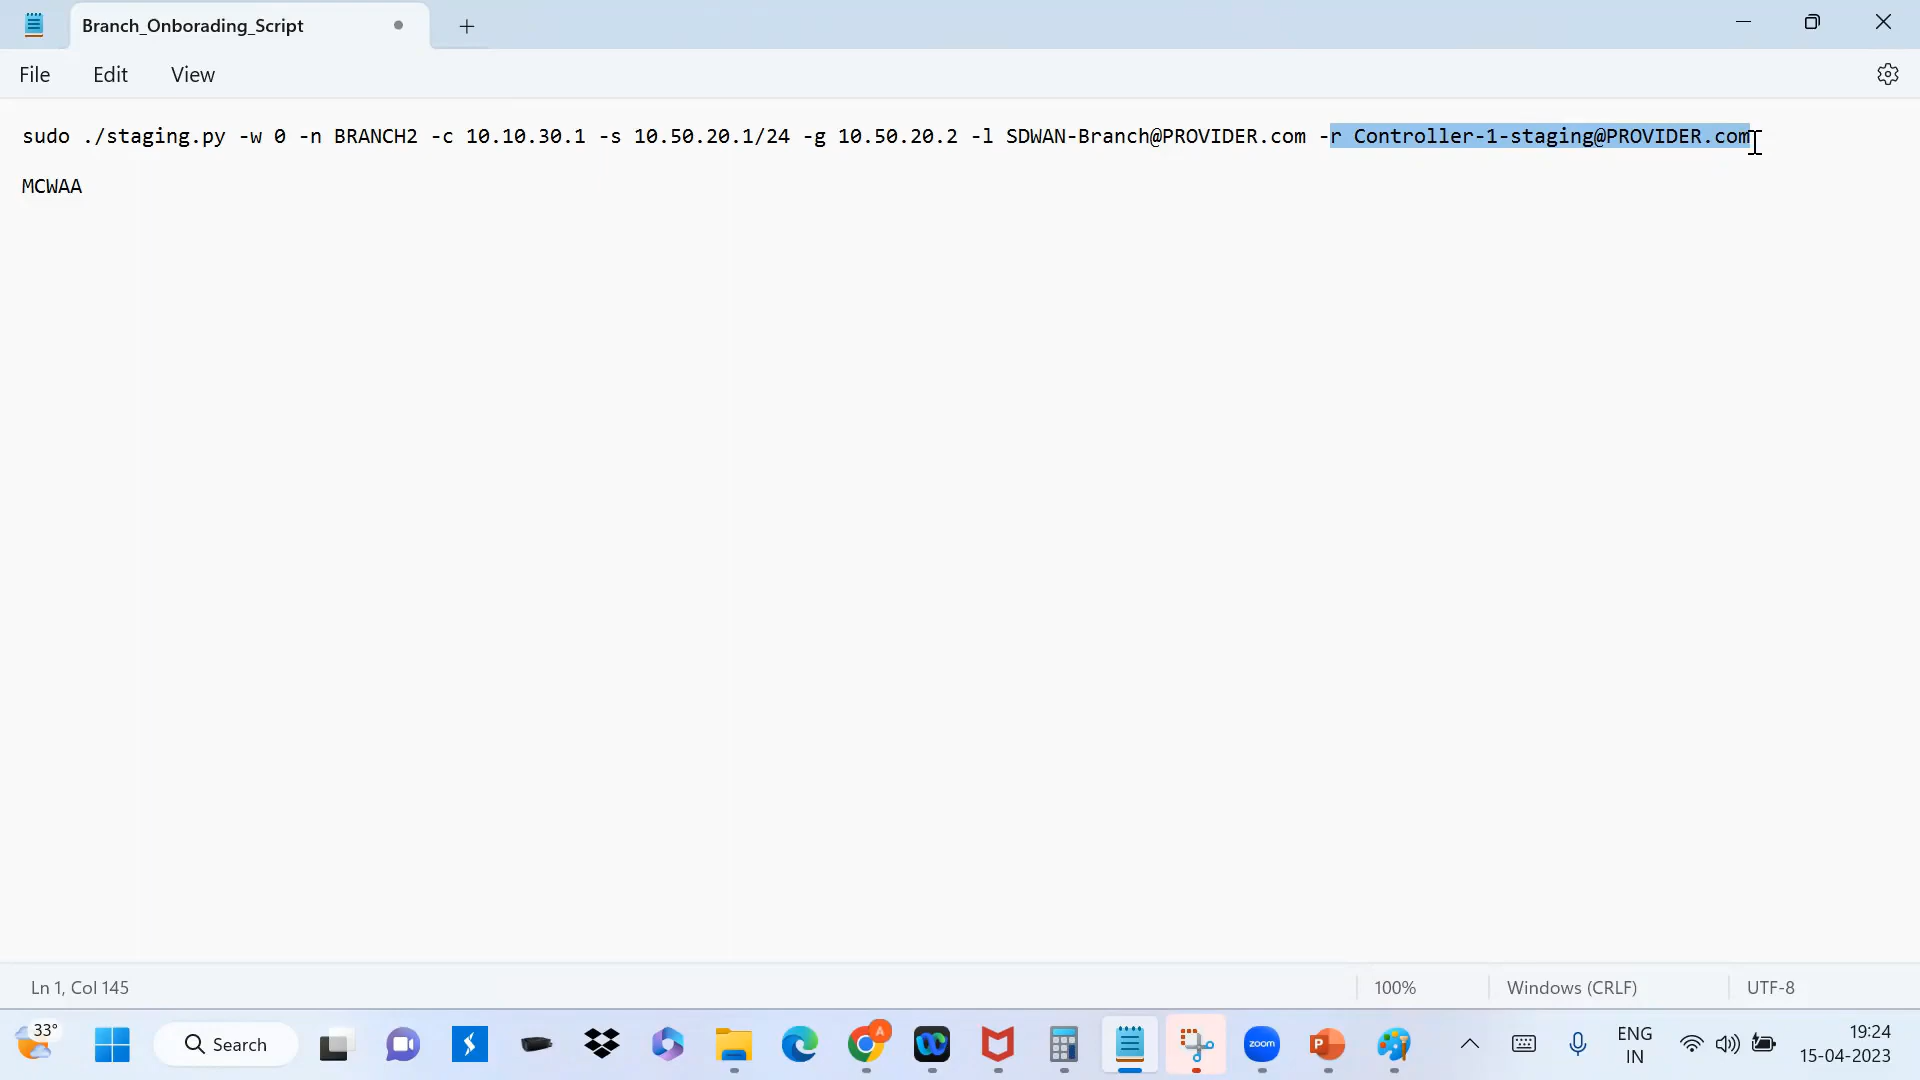 Branch_Onborading_Script
File Edit View
sudo ./staging.py -w 0 -n BRANCH2 -c 10.10.30.1 -s 10.50.20.1/24 -g 10.50.20.2 -l SDWAN-Branch@PROVIDER.com -r Controller-1-staging@PROVIDER.com
MCWAA
Ln 1, Col 145 100% Windows (CRLF) UTF-8
33° Search A zoom P ENG 19:24
IN 15-04-2023